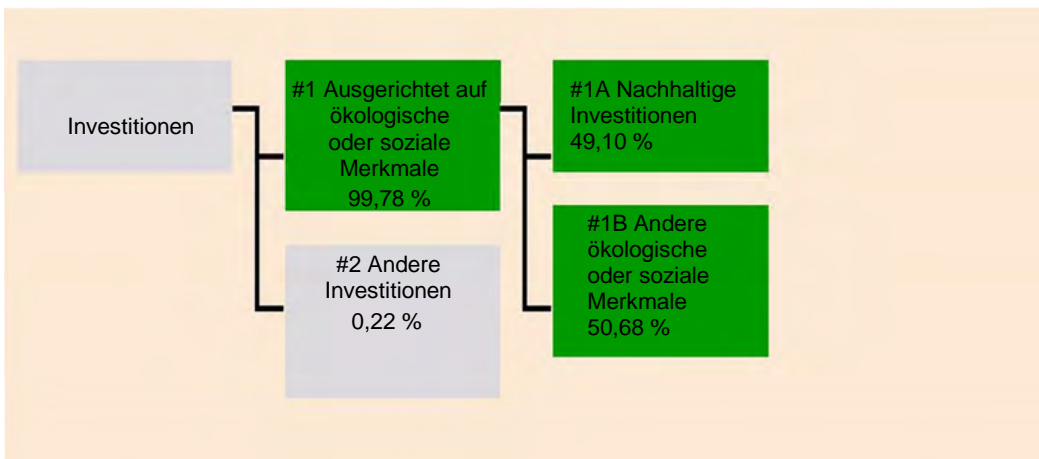 Investitionen
#1 Ausgerichtet auf
ökologische
oder soziale
Merkmale
99,78 %
#2 Andere
Investitionen
0,22 %
#1A Nachhaltige
Investitionen
49,10 %
#1B Andere
ökologische
oder soziale
Merkmale
50,68 %